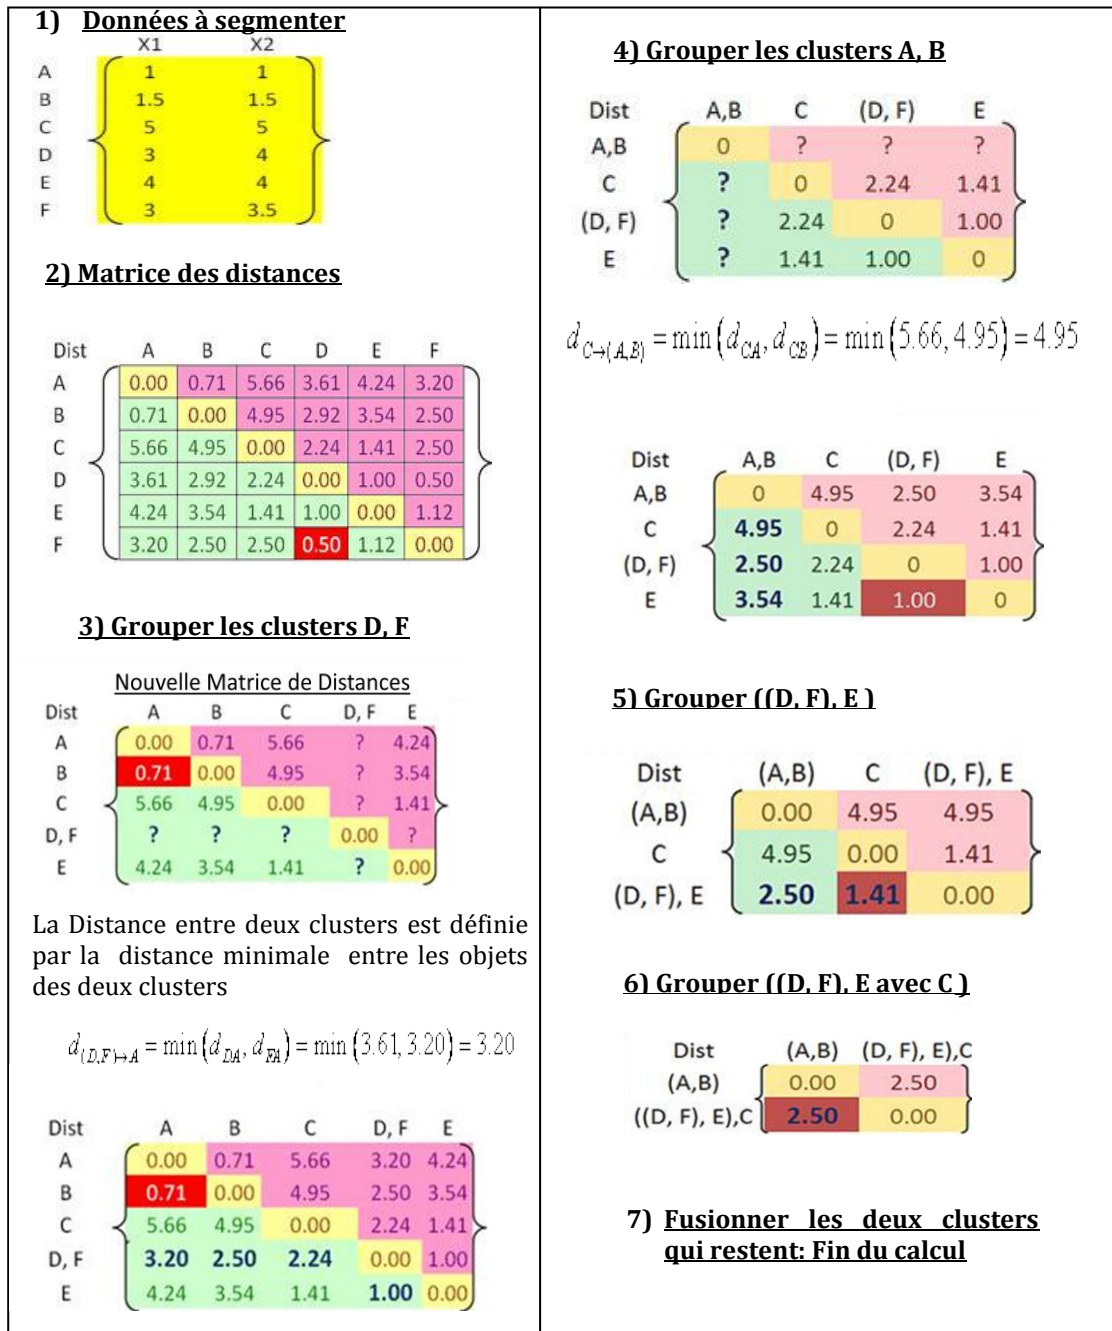 1) Données à segmenter
X1 X2
A 1 1
B 1.5 1.5
C 5 5
D 3 4
E 4 4
F 3 3.5
2) Matrice des distances
Dist A B C D E F
A 0.00 0.71 5.66 3.61 4.24 3.20
B 0.71 0.00 4.95 2.92 3.54 2.50
C 5.66 4.95 0.00 2.24 1.41 2.50
D 3.61 2.92 2.24 0.00 1.00 0.50
E 4.24 3.54 1.41 1.00 0.00 1.12
F 3.20 2.50 2.50 0.50 1.12 0.00
3) Grouper les clusters D, F
Nouvelle Matrice de Distances
Dist A B C D, F E
A 0.00 0.71 5.66 ? 4.24
B 0.71 0.00 4.95 ? 3.54
C 5.66 4.95 0.00 ? 1.41
D, F ? ? ? 0.00 ?
E 4.24 3.54 1.41 ? 0.00
La Distance entre deux clusters est définie
par la distance minimale entre les objets
des deux clusters
d(D,F)→A = min (dDA, dFA) = min (3.61, 3.20) = 3.20
Dist A B C D, F E
A 0.00 0.71 5.66 3.20 4.24
B 0.71 0.00 4.95 2.50 3.54
C 5.66 4.95 0.00 2.24 1.41
D, F 3.20 2.50 2.24 0.00 1.00
E 4.24 3.54 1.41 1.00 0.00
4) Grouper les clusters A, B
Dist A,B C (D, F) E
A,B 0 ? ? ?
C ? 0 2.24 1.41
(D, F) ? 2.24 0 1.00
E ? 1.41 1.00 0
dC→(A,B) = min (dCA, dCB) = min (5.66, 4.95) = 4.95
Dist A,B C (D, F) E
A,B 0 4.95 2.50 3.54
C 4.95 0 2.24 1.41
(D, F) 2.50 2.24 0 1.00
E 3.54 1.41 1.00 0
5) Grouper ((D, F), E )
Dist (A,B) C (D, F), E
(A,B) 0.00 4.95 4.95
C 4.95 0.00 1.41
(D, F), E 2.50 1.41 0.00
6) Grouper ((D, F), E avec C )
Dist (A,B) (D, F), E),C
(A,B) 0.00 2.50
((D, F), E),C 2.50 0.00
7) Fusionner les deux clusters
qui restent: Fin du calcul